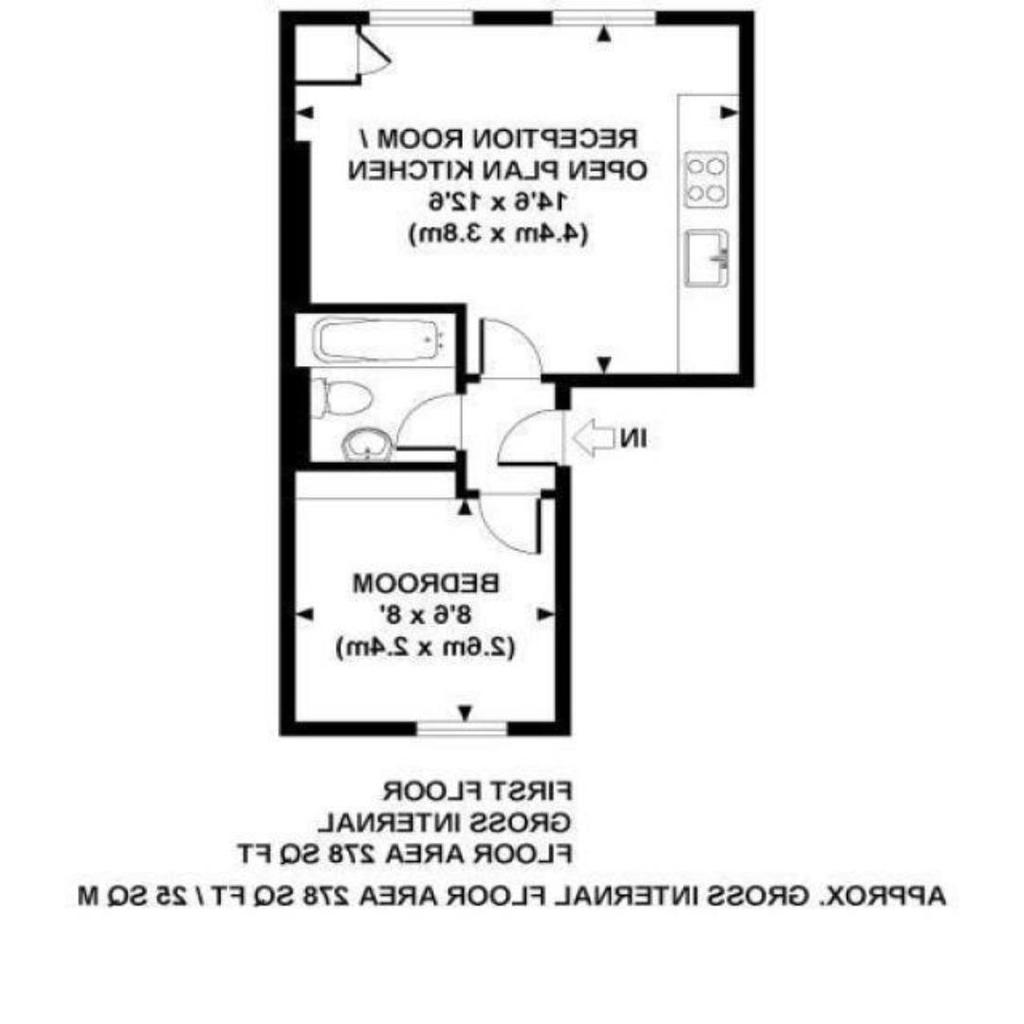 RECEPTION ROOM /
OPEN PLAN KITCHEN
14'6 x 12'6
(4.4m x 3.8m)
IN
BEDROOM
8'6 x 8'
(2.6m x 2.4m)
FIRST FLOOR
GROSS INTERNAL
FLOOR AREA 278 SQ FT
APPROX. GROSS INTERNAL FLOOR AREA 278 SQ FT / 25 SQ M